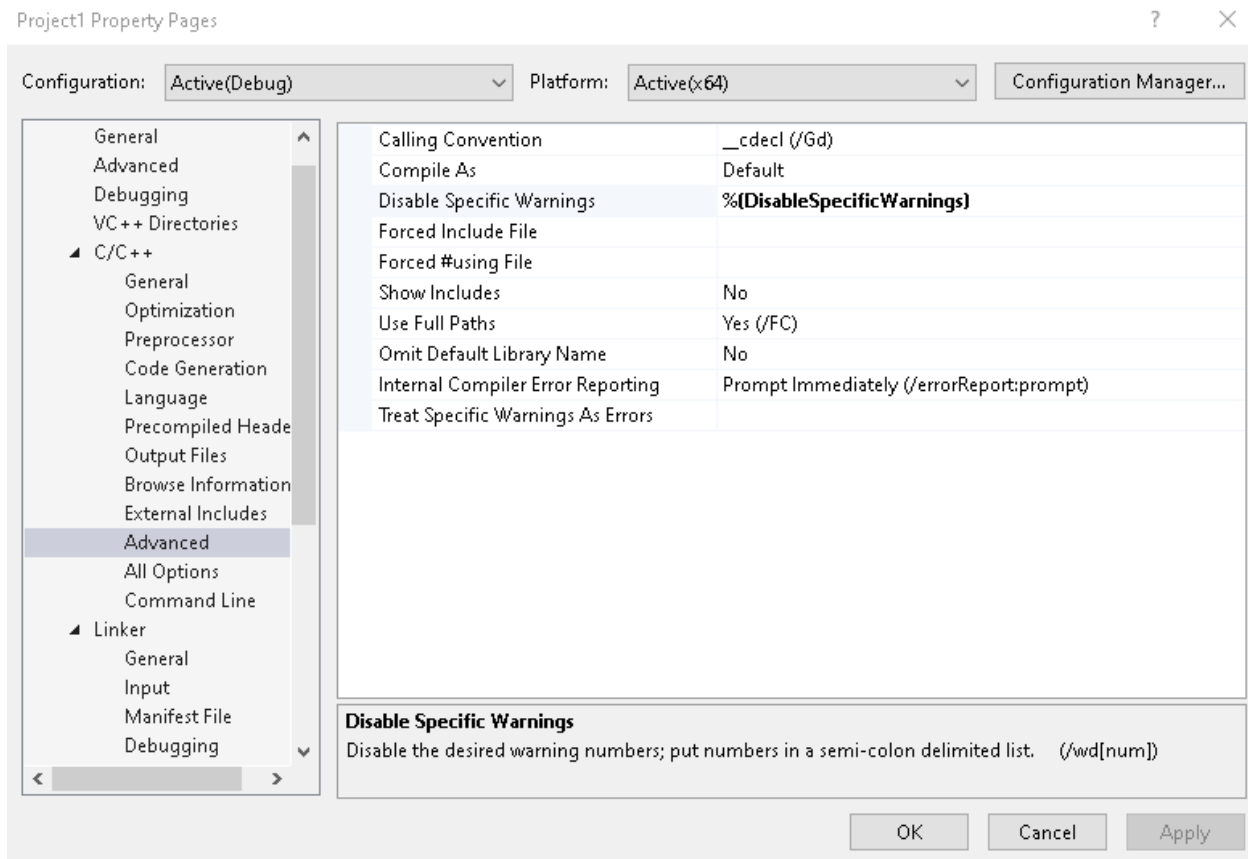 Project1 Property Pages
? ×
Configuration: Active(Debug) Platform: Active(x64) Configuration Manager...
General
Advanced
Debugging
VC++ Directories
C/C++
General
Optimization
Preprocessor
Code Generation
Language
Precompiled Heade
Output Files
Browse Information
External Includes
Advanced
All Options
Command Line
Linker
General
Input
Manifest File
Debugging
Calling Convention __cdecl (/Gd)
Compile As Default
Disable Specific Warnings %(DisableSpecificWarnings)
Forced Include File
Forced #using File
Show Includes No
Use Full Paths Yes (/FC)
Omit Default Library Name No
Internal Compiler Error Reporting Prompt Immediately (/errorReport:prompt)
Treat Specific Warnings As Errors
Disable Specific Warnings
Disable the desired warning numbers; put numbers in a semi-colon delimited list. (/wd[num])
OK Cancel Apply